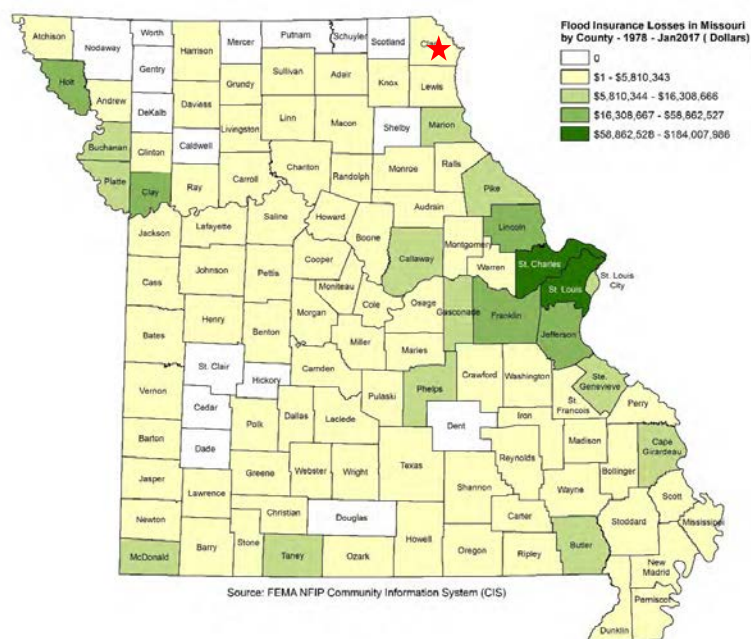 Flood Insurance Losses in Missouri
by County - 1978 - Jan2017 ( Dollars)
0
$1 - $5,810,343
$5,810,344 - $16,308,666
$16,308,667 - $58,862,527
$58,862,528 - $184,007,986
Atchison
Nodaway
Worth
Harrison
Mercer
Putnam
Schuyler
Scotland
Holt
Gentry
Sullivan
Adair
Knox
Lewis
Andrew
DeKalb
Daviess
Grundy
Linn
Macon
Shelby
Marion
Buchanan
Clinton
Caldwell
Livingston
Chariton
Randolph
Monroe
Ralls
Platte
Clay
Ray
Carroll
Pike
Audrain
Jackson
Lafayette
Saline
Howard
Boone
Callaway
Montgomery
Lincoln
Warren
St. Charles
St. Louis
St. Louis
City
Cass
Johnson
Pettis
Cooper
Moniteau
Cole
Osage
Gasconade
Franklin
Jefferson
Bates
Henry
Benton
Morgan
Miller
Maries
St. Clair
Hickory
Camden
Pulaski
Phelps
Crawford
Washington
Ste.
Genevieve
St.
Francois
Perry
Vernon
Cedar
Polk
Dallas
Laclede
Dent
Iron
Madison
Cape
Girardeau
Barton
Dade
Greene
Webster
Wright
Texas
Reynolds
Bollinger
Jasper
Lawrence
Shannon
Wayne
Scott
Newton
Christian
Douglas
Carter
Stoddard
Mississippi
McDonald
Barry
Stone
Taney
Ozark
Howell
Oregon
Ripley
Butler
New
Madrid
Pemiscot
Dunklin
Source: FEMA NFIP Community Information System (CIS)